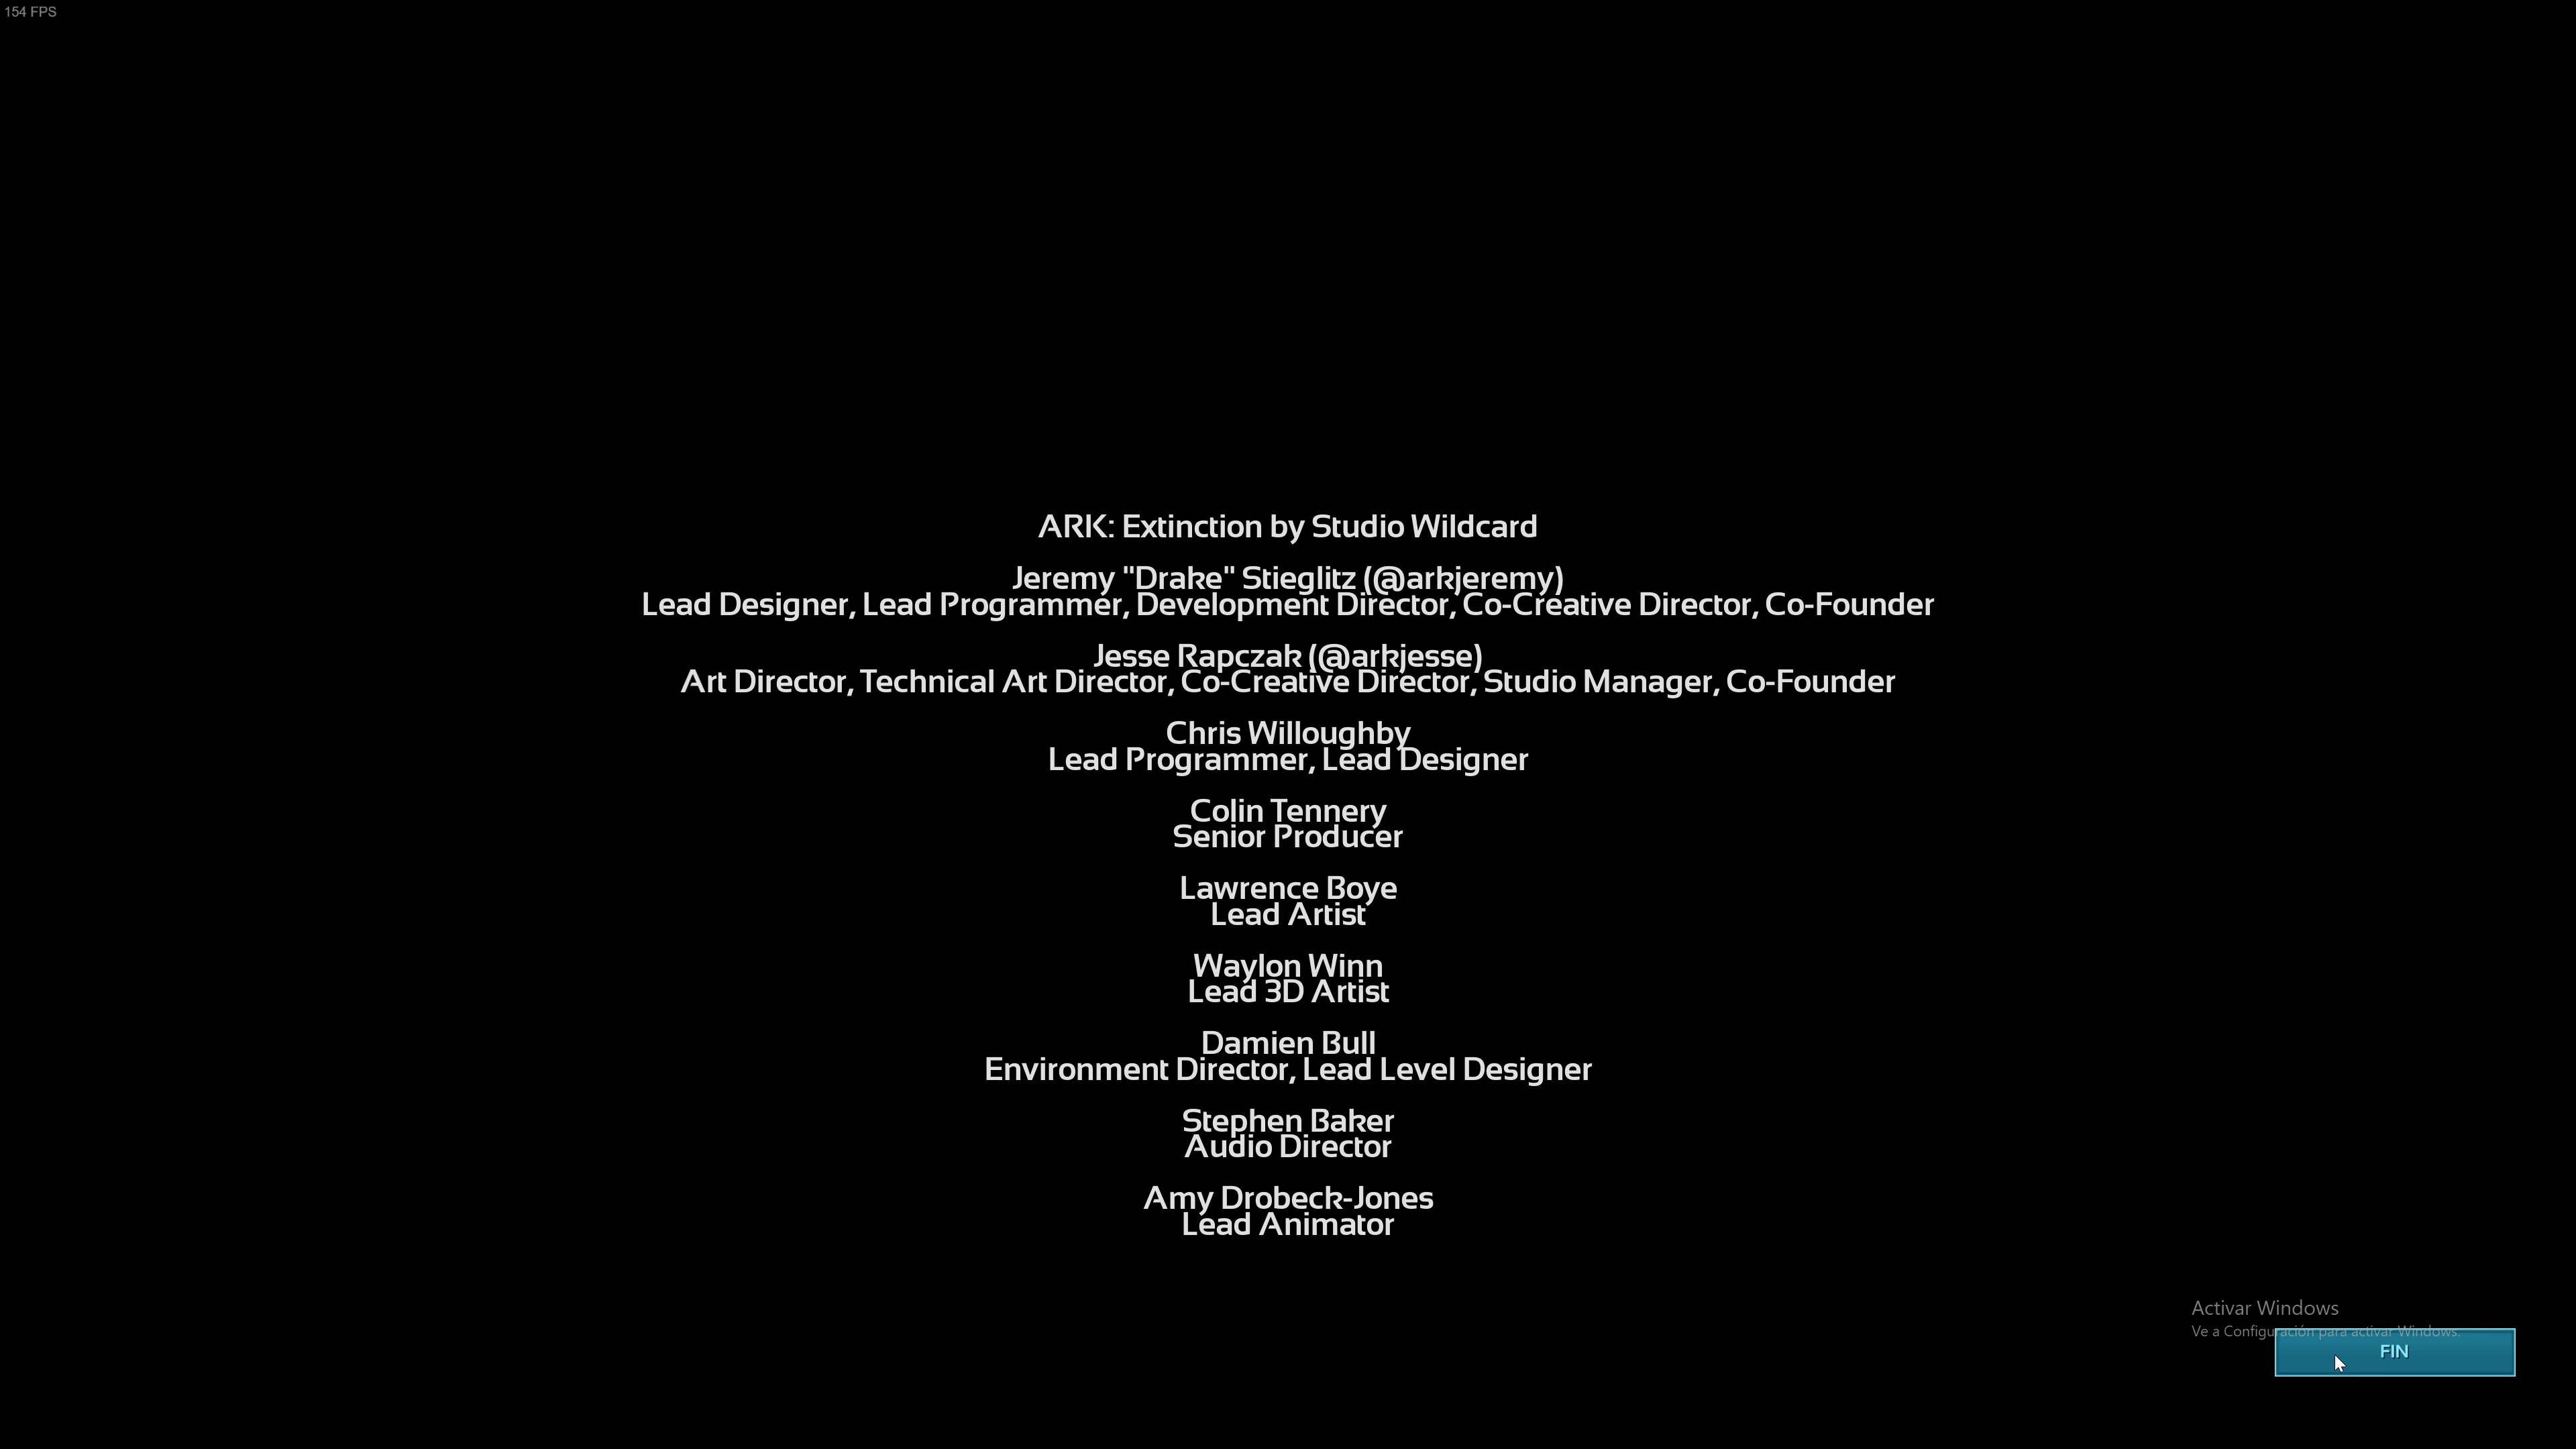 154 FPS
ARK: Extinction by Studio Wildcard
Jeremy "Drake" Stieglitz (@arkjeremy)
Lead Designer, Lead Programmer, Development Director, Co-Creative Director, Co-Founder
Jesse Rapczak (@arkjesse)
Art Director, Technical Art Director, Co-Creative Director, Studio Manager, Co-Founder
Chris Willoughby
Lead Programmer, Lead Designer
Colin Tennery
Senior Producer
Lawrence Boye
Lead Artist
Waylon Winn
Lead 3D Artist
Damien Bull
Environment Director, Lead Level Designer
Stephen Baker
Audio Director
Amy Drobeck-Jones
Lead Animator
Activar Windows
Ve a Configuración para activar Windows.
FIN